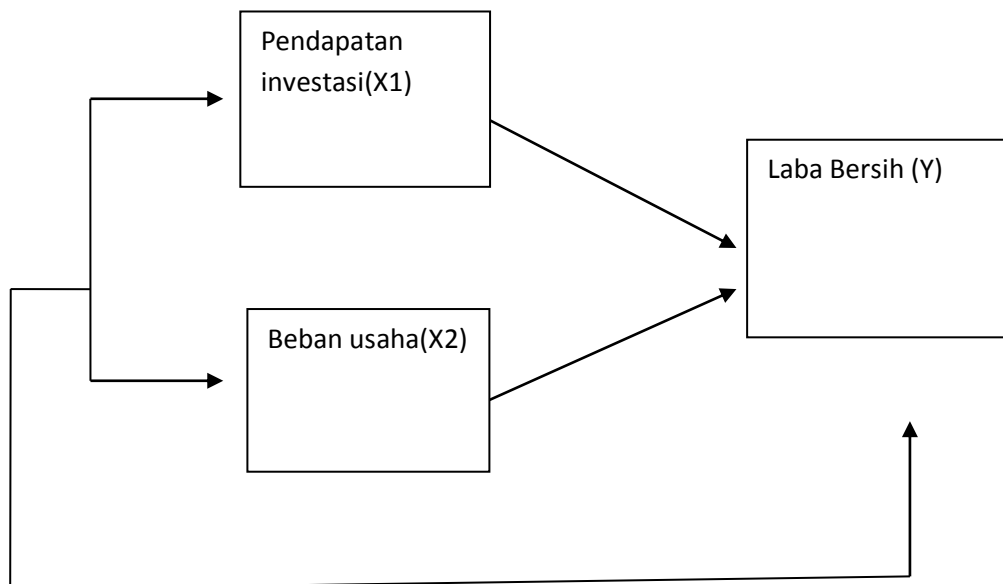 Pendapatan
investasi(X1)
Laba Bersih (Y)
Beban usaha(X2)